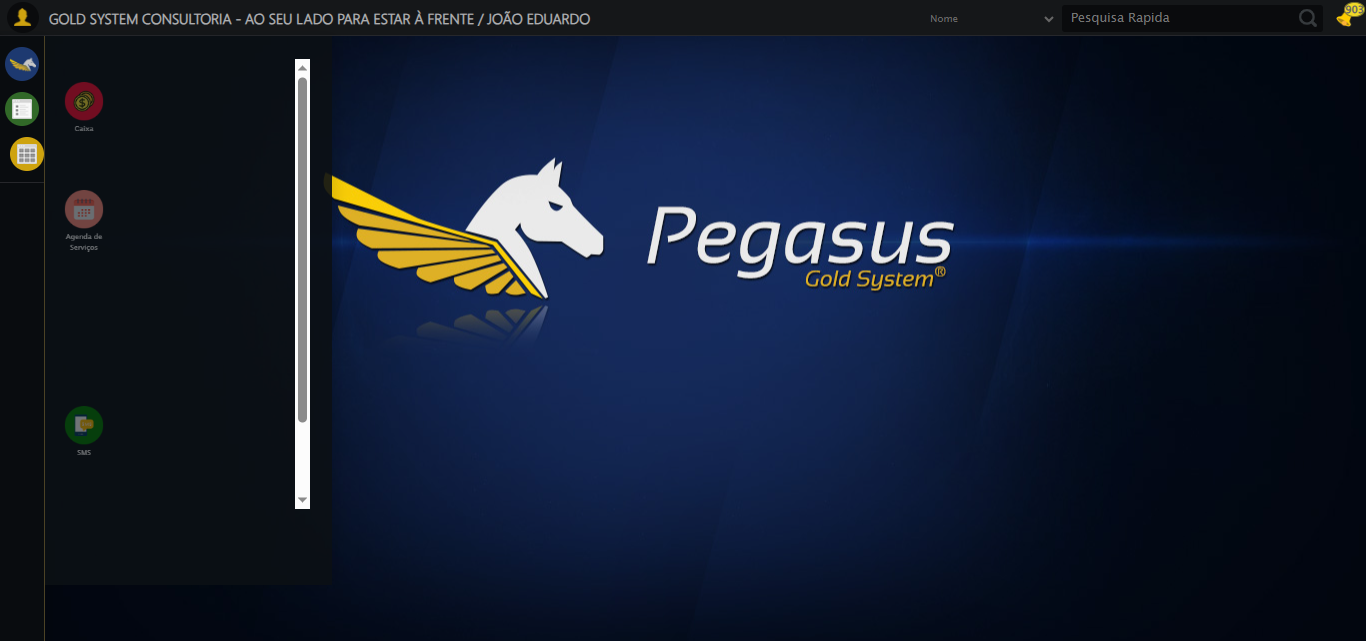 GOLD SYSTEM CONSULTORIA - AO SEU LADO PARA ESTAR À FRENTE / JOÃO EDUARDO
Nome
Pesquisa Rapida
903
Caixa
Agenda de
Serviços
SMS
Pegasus
Gold System®